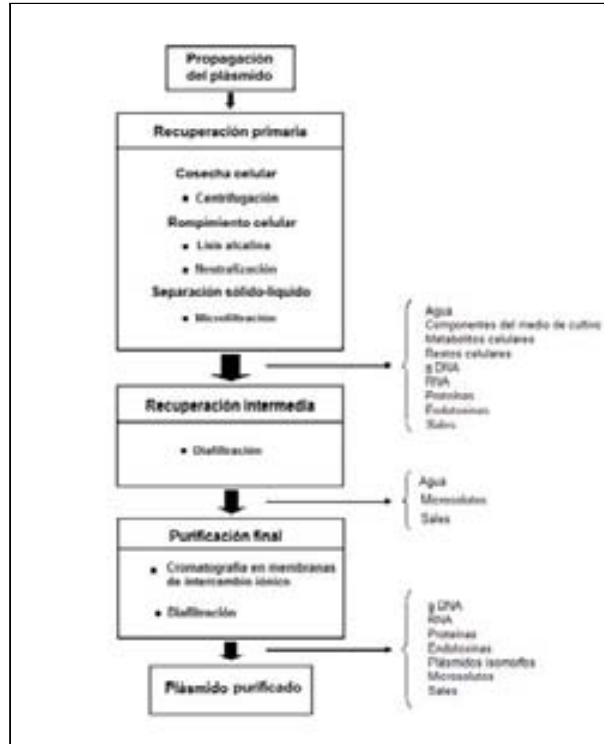 Propagación
del plásmido
Recuperación primaria
Cosecha celular
• Centrifugación
Rompimiento celular
• Lisis alcalina
• Neutralización
Separación sólido-líquido
• Microfiltración
Agua
Componentes del medio de cultivo
Metabolitos celulares
Restos celulares
g DNA
RNA
Proteínas
Endotoxinas
Sales
Recuperación intermedia
• Diafiltración
Agua
Microsolutos
Sales
Purificación final
• Cromatografía en membranas
de intercambio iónico
• Diafiltración
g DNA
RNA
Proteínas
Endotoxinas
Plásmidos isomofos
Microsolutos
Sales
Plásmido purificado